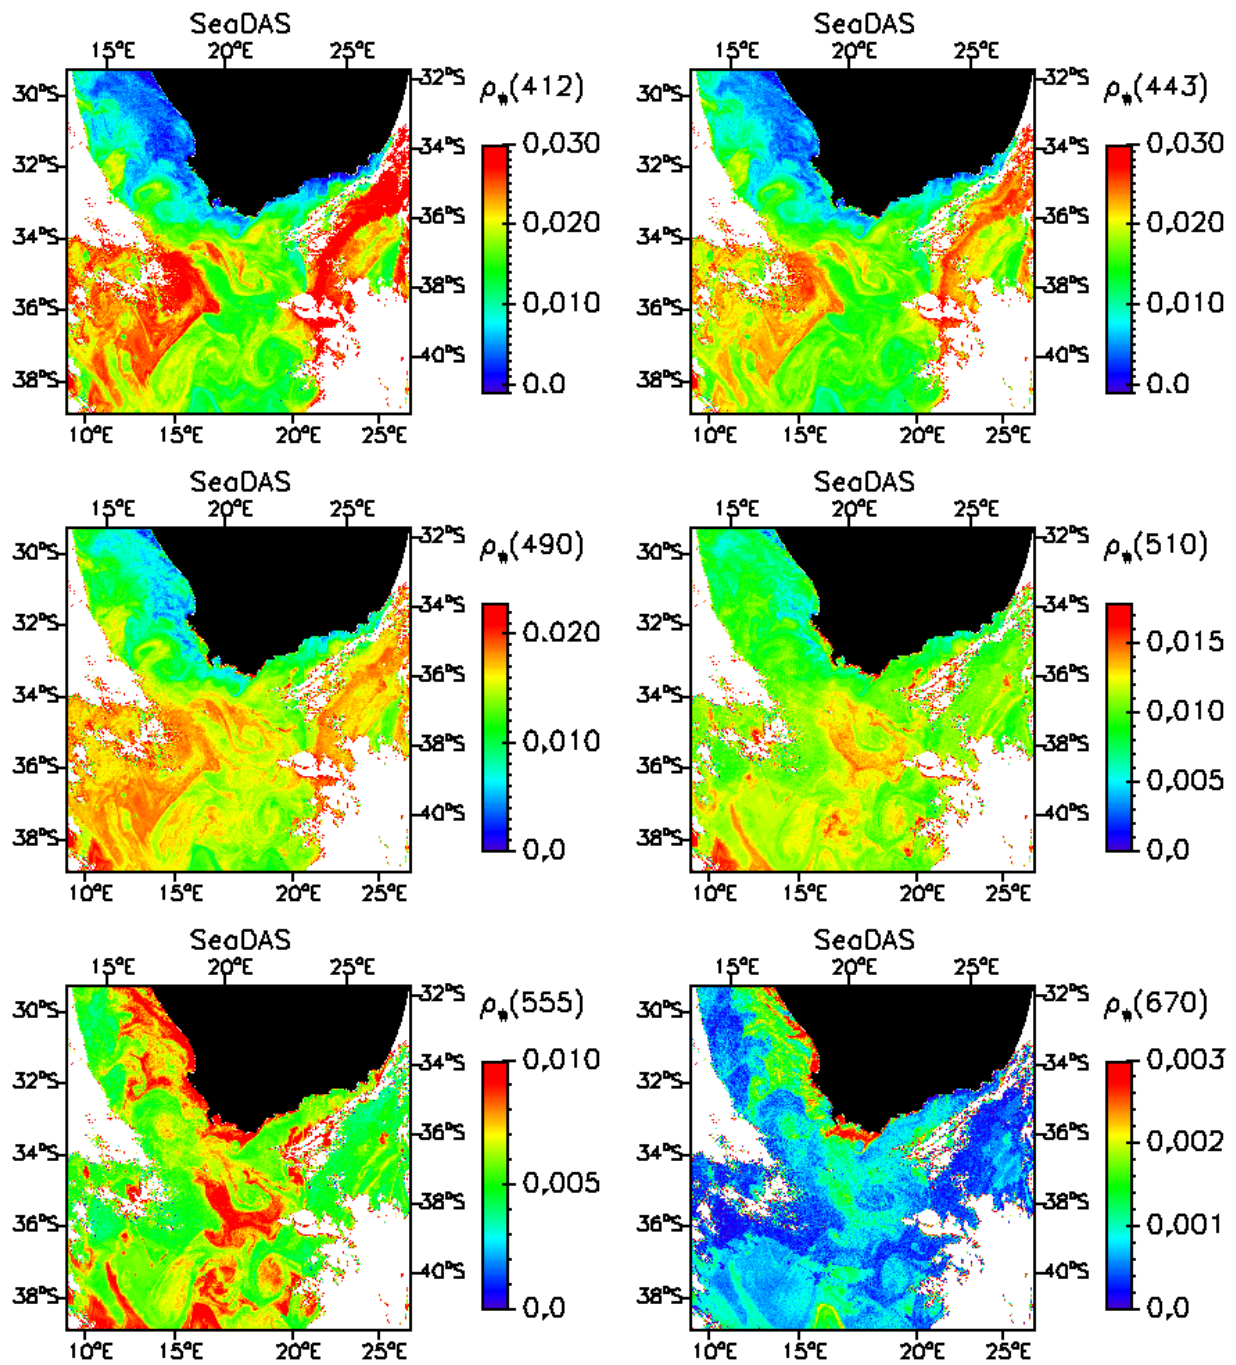 SeaDAS SeaDAS
15°E 20°E 25°E 15°E 20°E 25°E
ρw(412) ρw(443)
30°S 32°S 30°S 32°S
0,030 0,030
32°S 34°S 32°S 34°S
0,020 0,020
34°S 36°S 34°S 36°S
0,010 0,010
36°S 38°S 36°S 38°S
38°S 40°S 38°S 40°S
0,0 0,0
10°E 15°E 20°E 25°E 10°E 15°E 20°E 25°E
SeaDAS SeaDAS
15°E 20°E 25°E 15°E 20°E 25°E
ρw(490) ρw(510)
30°S 32°S 30°S 32°S
0,020 0,015
32°S 34°S 32°S 34°S
34°S 36°S 34°S 36°S
0,010 0,010
36°S 38°S 36°S 38°S
0,005
38°S 40°S 38°S 40°S
0,0 0,0
10°E 15°E 20°E 25°E 10°E 15°E 20°E 25°E
SeaDAS SeaDAS
15°E 20°E 25°E 15°E 20°E 25°E
ρw(555) ρw(670)
30°S 32°S 30°S 32°S
0,010 0,003
32°S 34°S 32°S 34°S
0,002
34°S 36°S 34°S 36°S
0,005
36°S 38°S 36°S 38°S
0,001
38°S 40°S 38°S 40°S
0,0 0,0
10°E 15°E 20°E 25°E 10°E 15°E 20°E 25°E